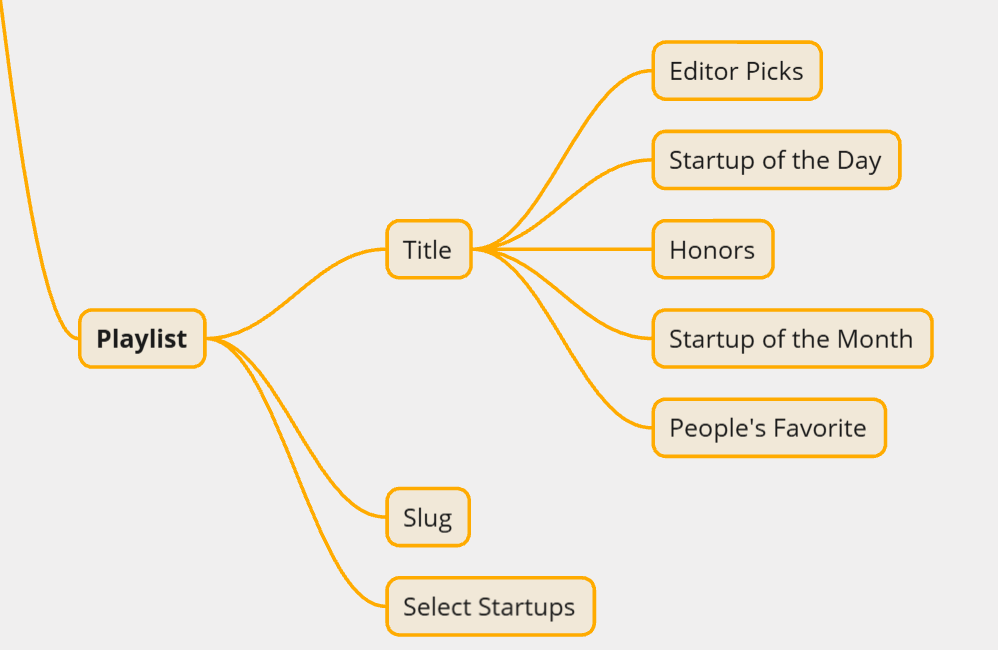 Editor Picks
Startup of the Day
Title
Honors
Playlist
Startup of the Month
People's Favorite
Slug
Select Startups